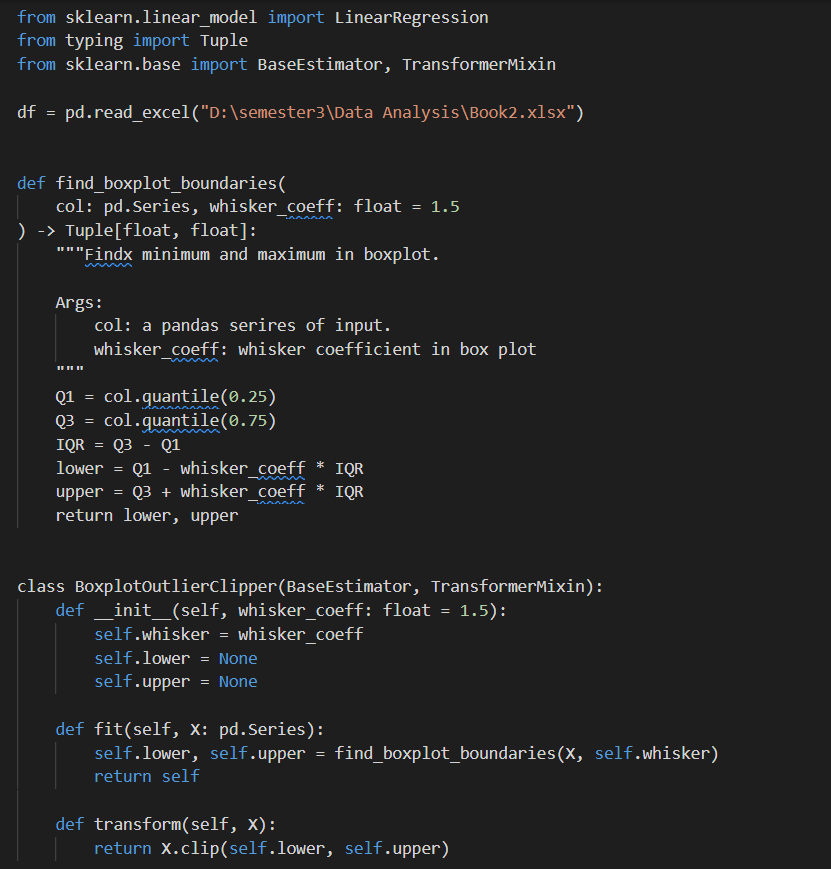 from sklearn.linear_model import LinearRegression
from typing import Tuple
from sklearn.base import BaseEstimator, TransformerMixin
df = pd.read_excel("D:\semester3\Data Analysis\Book2.xlsx")
def find_boxplot_boundaries(
    col: pd.Series, whisker_coeff: float = 1.5
) -> Tuple[float, float]:
    """Findx minimum and maximum in boxplot.
    Args:
        col: a pandas serires of input.
        whisker_coeff: whisker coefficient in box plot
    """
    Q1 = col.quantile(0.25)
    Q3 = col.quantile(0.75)
    IQR = Q3 - Q1
    lower = Q1 - whisker_coeff * IQR
    upper = Q3 + whisker_coeff * IQR
    return lower, upper
class BoxplotOutlierClipper(BaseEstimator, TransformerMixin):
    def __init__(self, whisker_coeff: float = 1.5):
        self.whisker = whisker_coeff
        self.lower = None
        self.upper = None
    def fit(self, X: pd.Series):
        self.lower, self.upper = find_boxplot_boundaries(X, self.whisker)
        return self
    def transform(self, X):
        return X.clip(self.lower, self.upper)